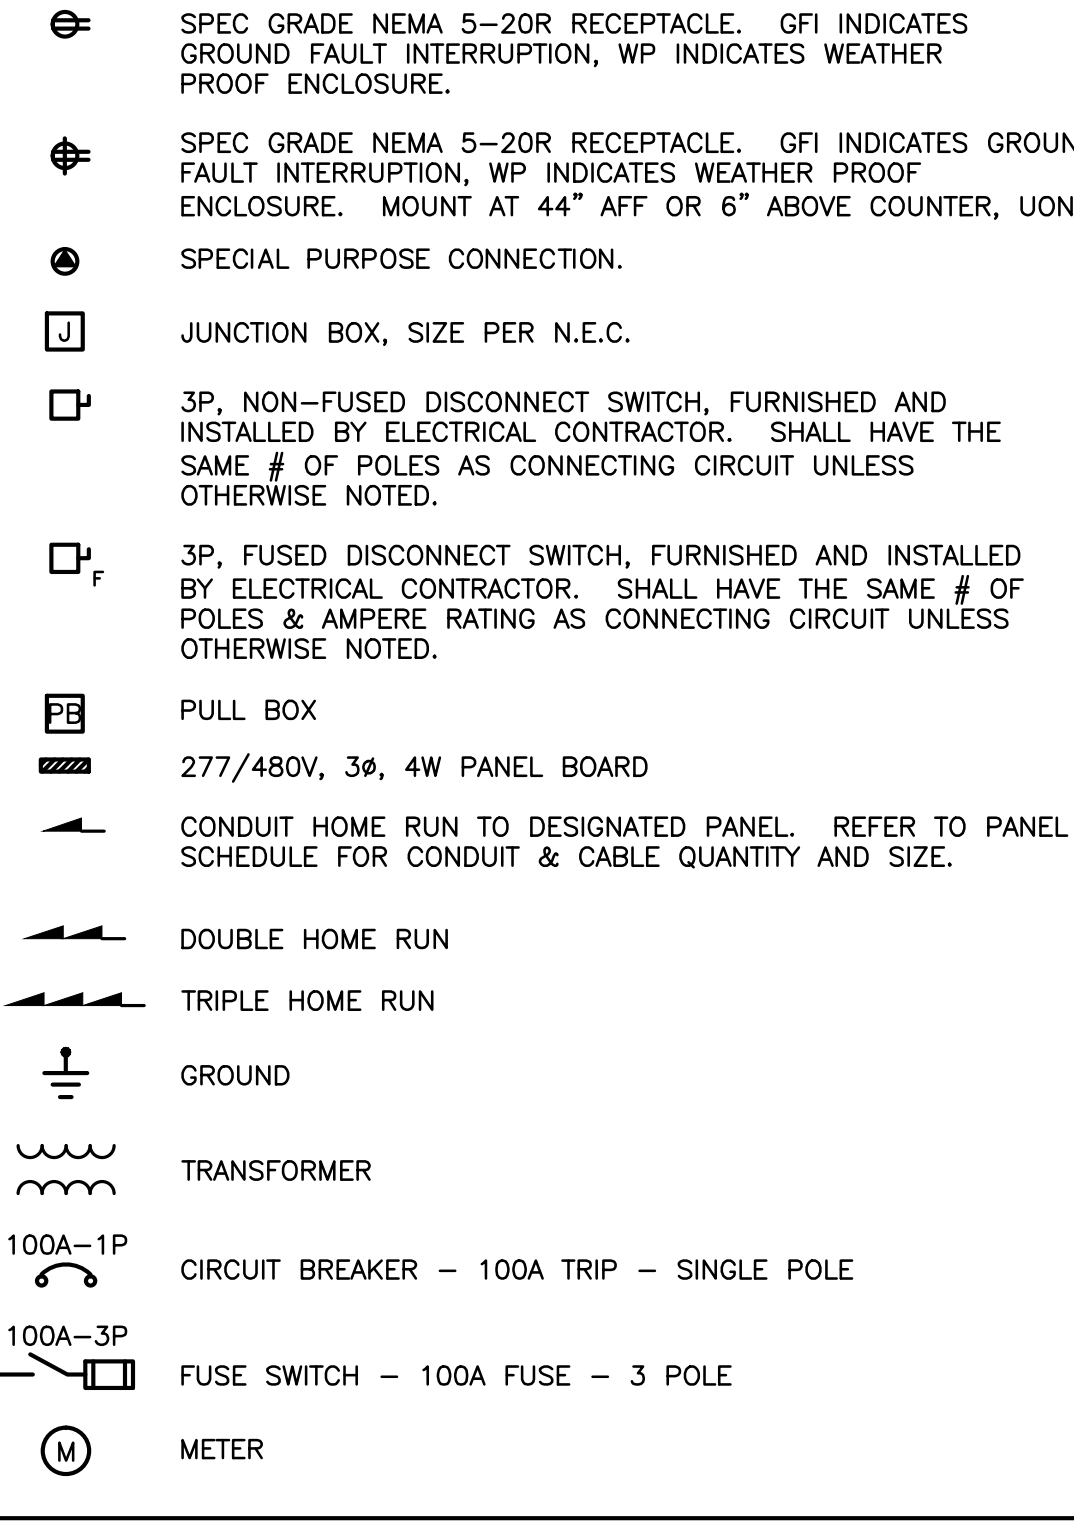 SPEC GRADE NEMA 5–20R RECEPTACLE. GFI INDICATES
GROUND FAULT INTERRUPTION, WP INDICATES WEATHER
PROOF ENCLOSURE.
SPEC GRADE NEMA 5–20R RECEPTACLE. GFI INDICATES GROUN
FAULT INTERRUPTION, WP INDICATES WEATHER PROOF
ENCLOSURE. MOUNT AT 44” AFF OR 6” ABOVE COUNTER, UON
SPECIAL PURPOSE CONNECTION.
J JUNCTION BOX, SIZE PER N.E.C.
3P, NON–FUSED DISCONNECT SWITCH, FURNISHED AND
INSTALLED BY ELECTRICAL CONTRACTOR. SHALL HAVE THE
SAME # OF POLES AS CONNECTING CIRCUIT UNLESS
OTHERWISE NOTED.
3P, FUSED DISCONNECT SWITCH, FURNISHED AND INSTALLED
F BY ELECTRICAL CONTRACTOR. SHALL HAVE THE SAME # OF
POLES & AMPERE RATING AS CONNECTING CIRCUIT UNLESS
OTHERWISE NOTED.
PB PULL BOX
277/480V, 3ø, 4W PANEL BOARD
CONDUIT HOME RUN TO DESIGNATED PANEL. REFER TO PANEL
SCHEDULE FOR CONDUIT & CABLE QUANTITY AND SIZE.
DOUBLE HOME RUN
TRIPLE HOME RUN
GROUND
TRANSFORMER
100A–1P
CIRCUIT BREAKER – 100A TRIP – SINGLE POLE
100A–3P
FUSE SWITCH – 100A FUSE – 3 POLE
M METER